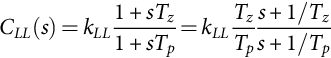 C_{LL}(s) = k_{LL} \frac{1 + sT_z}{1 + sT_p} = k_{LL} \frac{T_z}{T_p} \frac{s + 1/T_z}{s + 1/T_p}